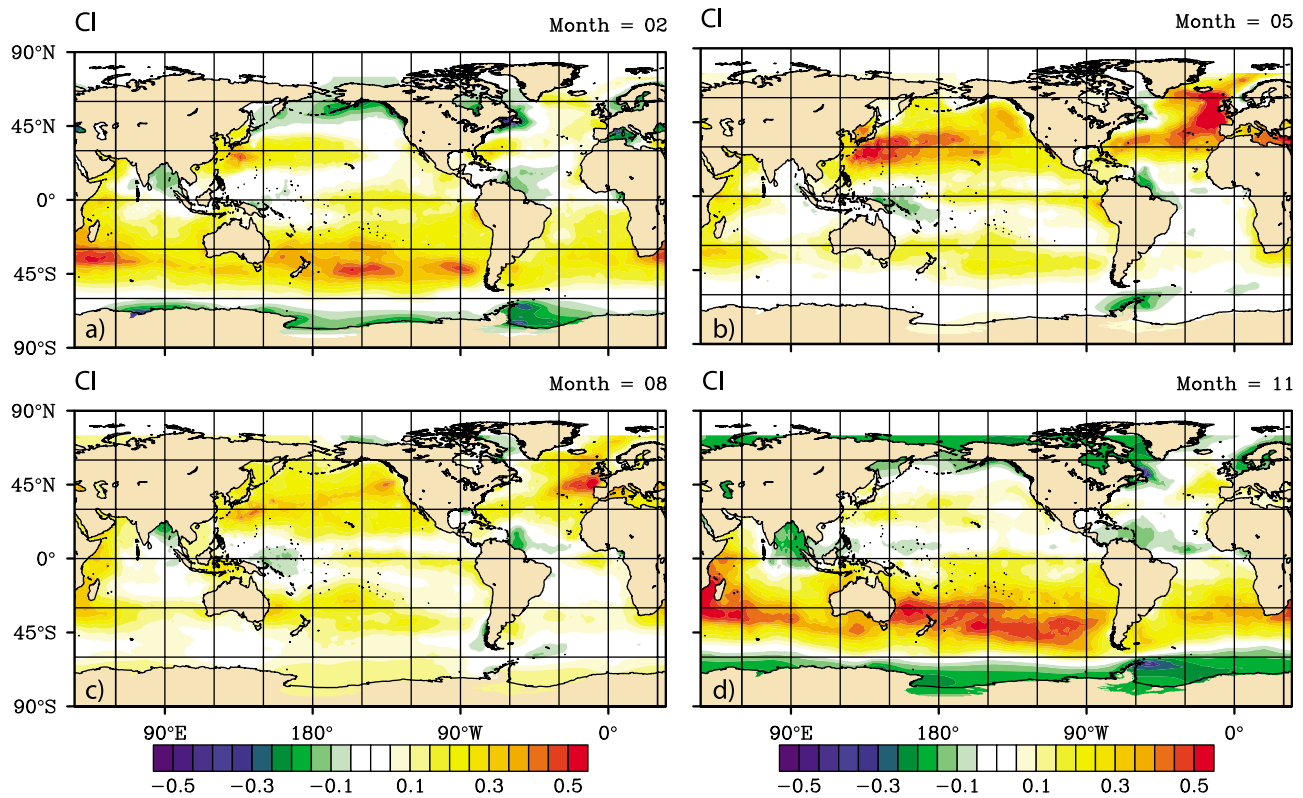 CI Month = 02 CI Month = 05
90°N
45°N
0°
45°S
90°S
a) b)
CI Month = 08 CI Month = 11
90°N
45°N
0°
45°S
90°S
c) d)
90°E 180° 90°W 0° 90°E 180° 90°W 0°
−0.5 −0.3 −0.1 0.1 0.3 0.5 −0.5 −0.3 −0.1 0.1 0.3 0.5